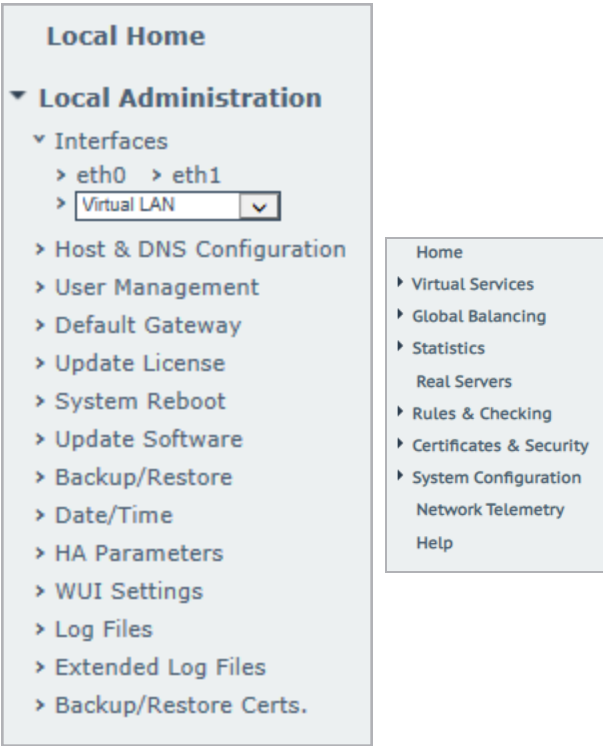 Local Home
Local Administration
Interfaces
eth0 eth1
Virtual LAN
Host & DNS Configuration
User Management
Default Gateway
Update License
System Reboot
Update Software
Backup/Restore
Date/Time
HA Parameters
WUI Settings
Log Files
Extended Log Files
Backup/Restore Certs.
Home
Virtual Services
Global Balancing
Statistics
Real Servers
Rules & Checking
Certificates & Security
System Configuration
Network Telemetry
Help